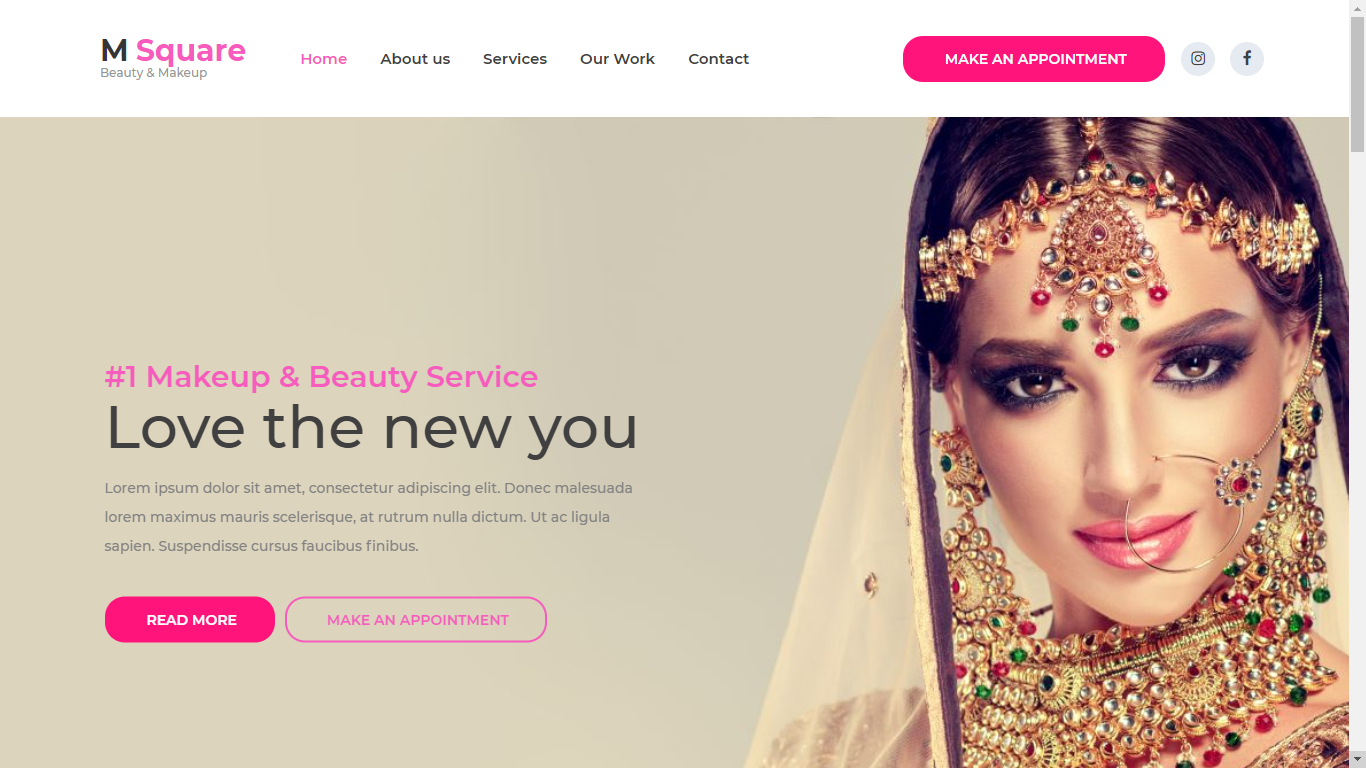 M Square
Beauty & Makeup
Home
About us
Services
Our Work
Contact
MAKE AN APPOINTMENT
#1 Makeup & Beauty Service
Love the new you
Lorem ipsum dolor sit amet, consectetur adipiscing elit. Donec malesuada
lorem maximus mauris scelerisque, at rutrum nulla dictum. Ut ac ligula
sapien. Suspendisse cursus faucibus finibus.
READ MORE
MAKE AN APPOINTMENT